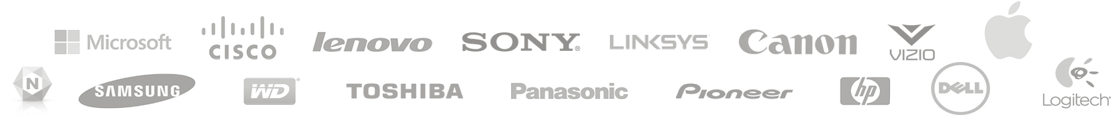 Microsoft CISCO lenovo SONY LINKSYS Canon VIZIO
N SAMSUNG WD TOSHIBA Panasonic Pioneer hp DELL Logitech